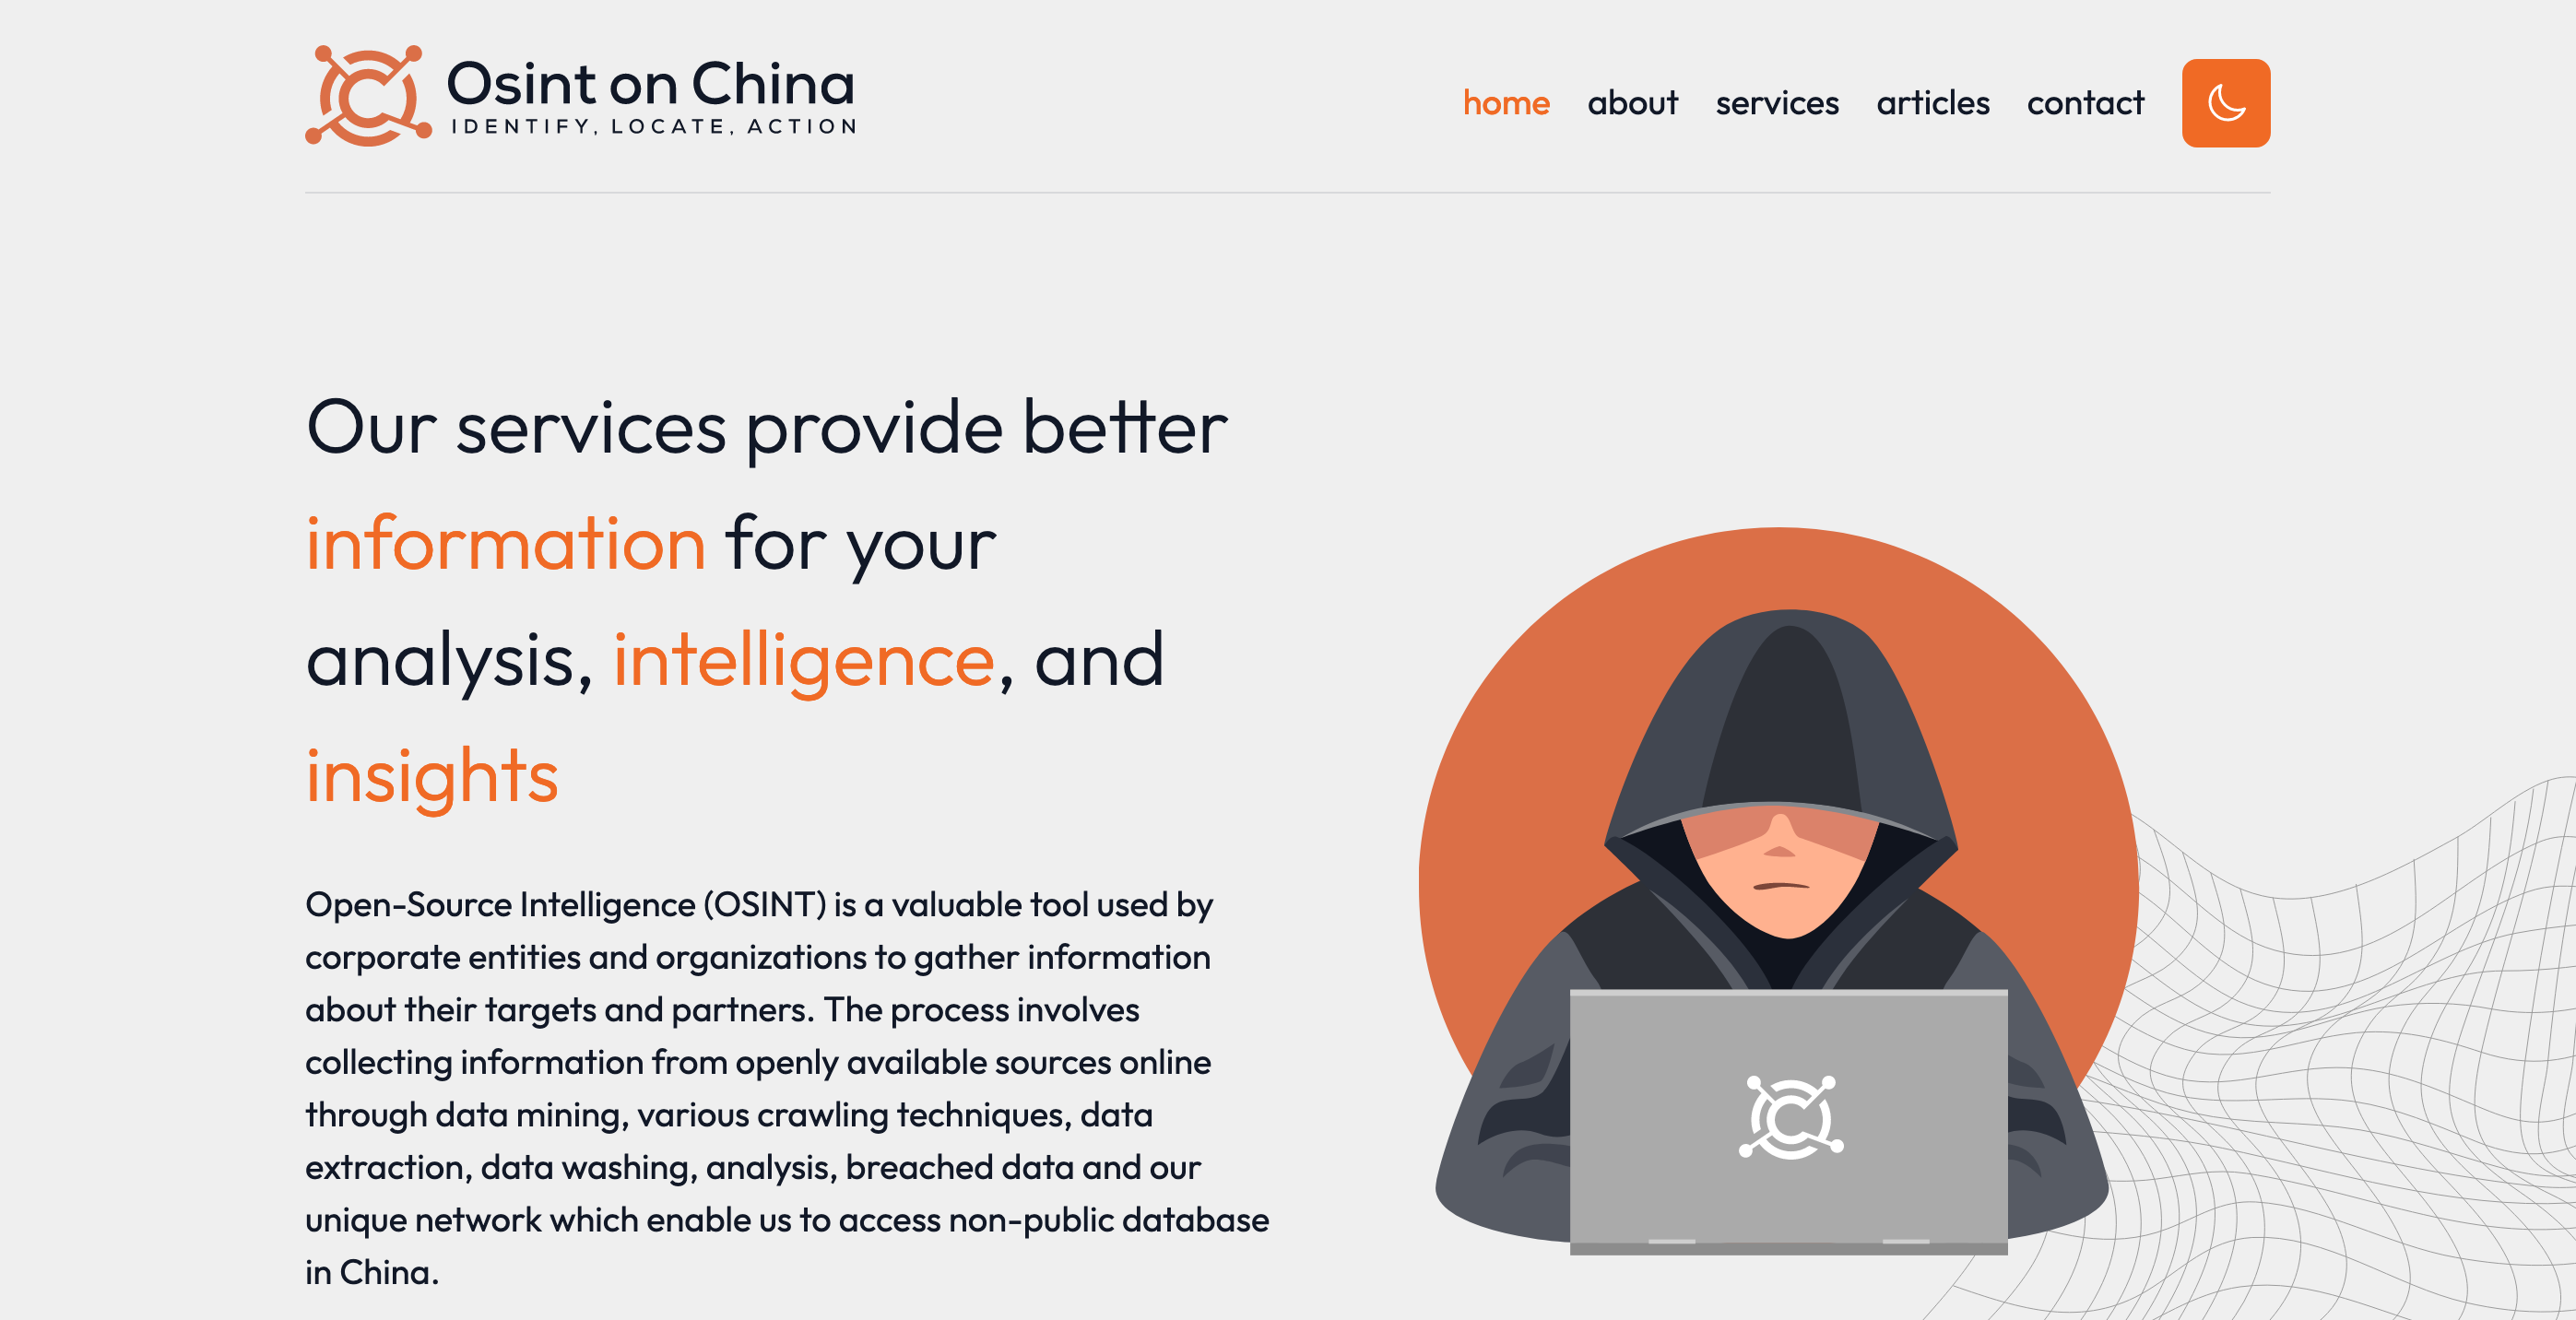 Osint on China
IDENTIFY, LOCATE, ACTION
home about services articles contact
Our services provide better
information for your
analysis, intelligence, and
insights
Open-Source Intelligence (OSINT) is a valuable tool used by
corporate entities and organizations to gather information
about their targets and partners. The process involves
collecting information from openly available sources online
through data mining, various crawling techniques, data
extraction, data washing, analysis, breached data and our
unique network which enable us to access non-public database
in China.